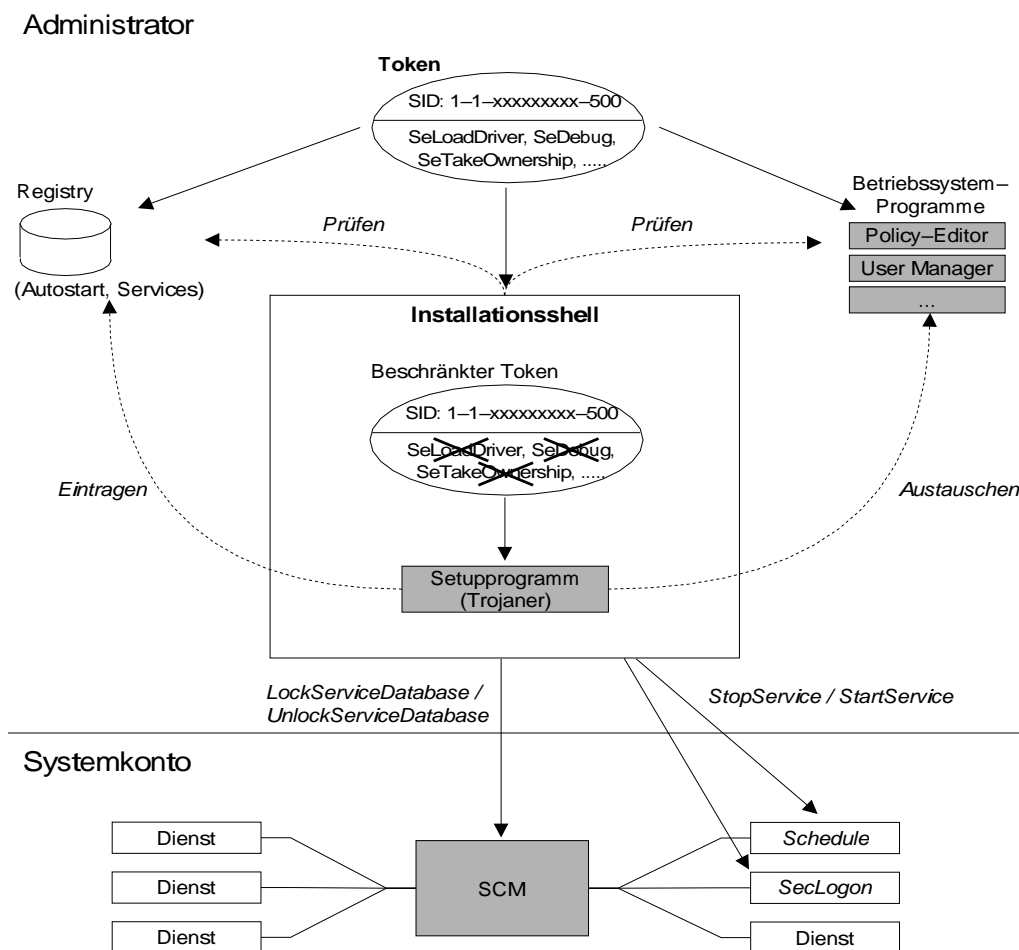 Administrator
Token
SID: 1–1–xxxxxxxxx–500
SeLoadDriver, SeDebug,
SeTakeOwnership, .....
Registry
(Autostart, Services)
Prüfen
Prüfen
Betriebssystem–
Programme
Policy–Editor
User Manager
...
Installationsshell
Beschränkter Token
SID: 1–1–xxxxxxxxx–500
SeLoadDriver, SeDebug,
SeTakeOwnership, .....
Eintragen
Austauschen
Setupprogramm
(Trojaner)
LockServiceDatabase /
UnlockServiceDatabase
StopService / StartService
Systemkonto
Dienst
Dienst
Dienst
SCM
Schedule
SecLogon
Dienst